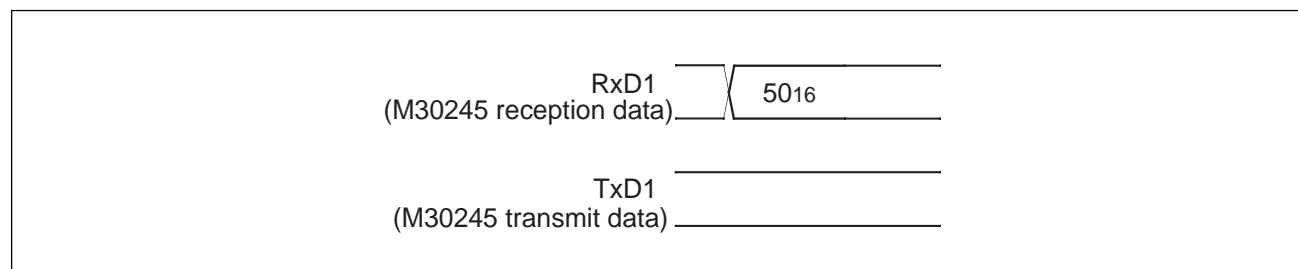 RxD1
(M30245 reception data)
5016
TxD1
(M30245 transmit data)